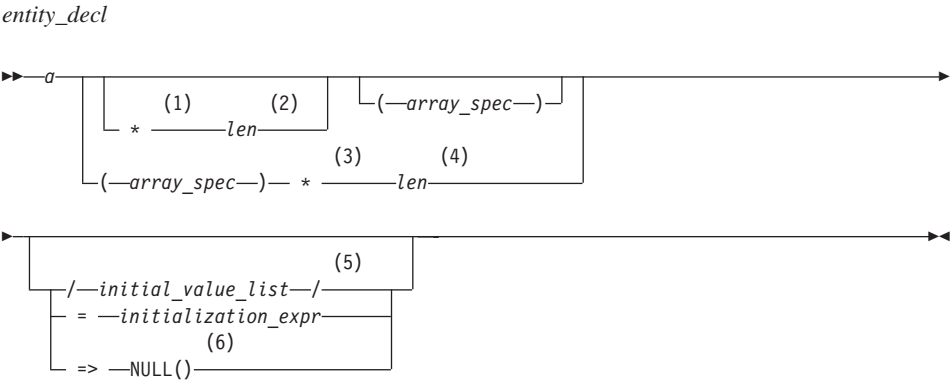 entity_decl
a
(1) (2)
* len ( array_spec )
(3) (4)
( array_spec ) * len
(5)
/ initial_value_list /
= initialization_expr
(6)
=> NULL()